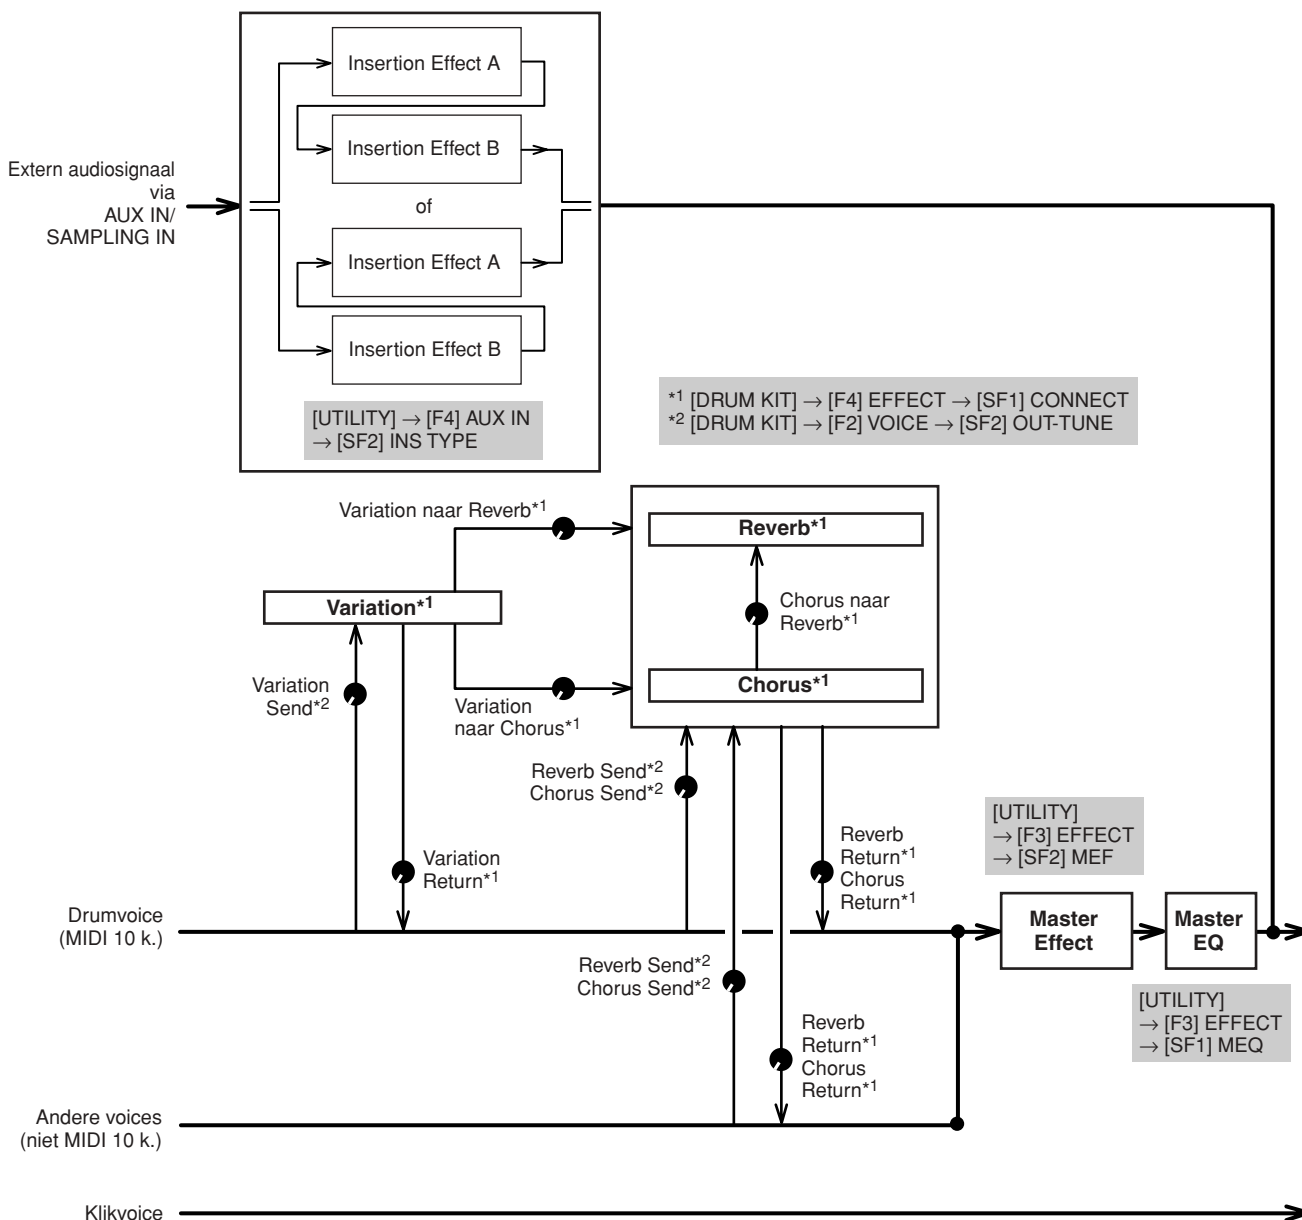 Insertion Effect A
Insertion Effect B
Extern audiosignaal
via
AUX IN/
SAMPLING IN
of
Insertion Effect A
Insertion Effect B
[UTILITY] → [F4] AUX IN
→ [SF2] INS TYPE
*1 [DRUM KIT] → [F4] EFFECT → [SF1] CONNECT
*2 [DRUM KIT] → [F2] VOICE → [SF2] OUT-TUNE
Variation naar Reverb*1
Reverb*1
Variation*1
Chorus naar
Reverb*1
Variation
Send*2
Chorus*1
Variation
naar Chorus*1
Reverb Send*2
Chorus Send*2
Variation
Return*1
Reverb
Return*1
Chorus
Return*1
[UTILITY]
→ [F3] EFFECT
→ [SF2] MEF
Drumvoice
(MIDI 10 k.)
Master
Effect
Master
EQ
Reverb Send*2
Chorus Send*2
[UTILITY]
→ [F3] EFFECT
→ [SF1] MEQ
Reverb
Return*1
Chorus
Return*1
Andere voices
(niet MIDI 10 k.)
Klikvoice